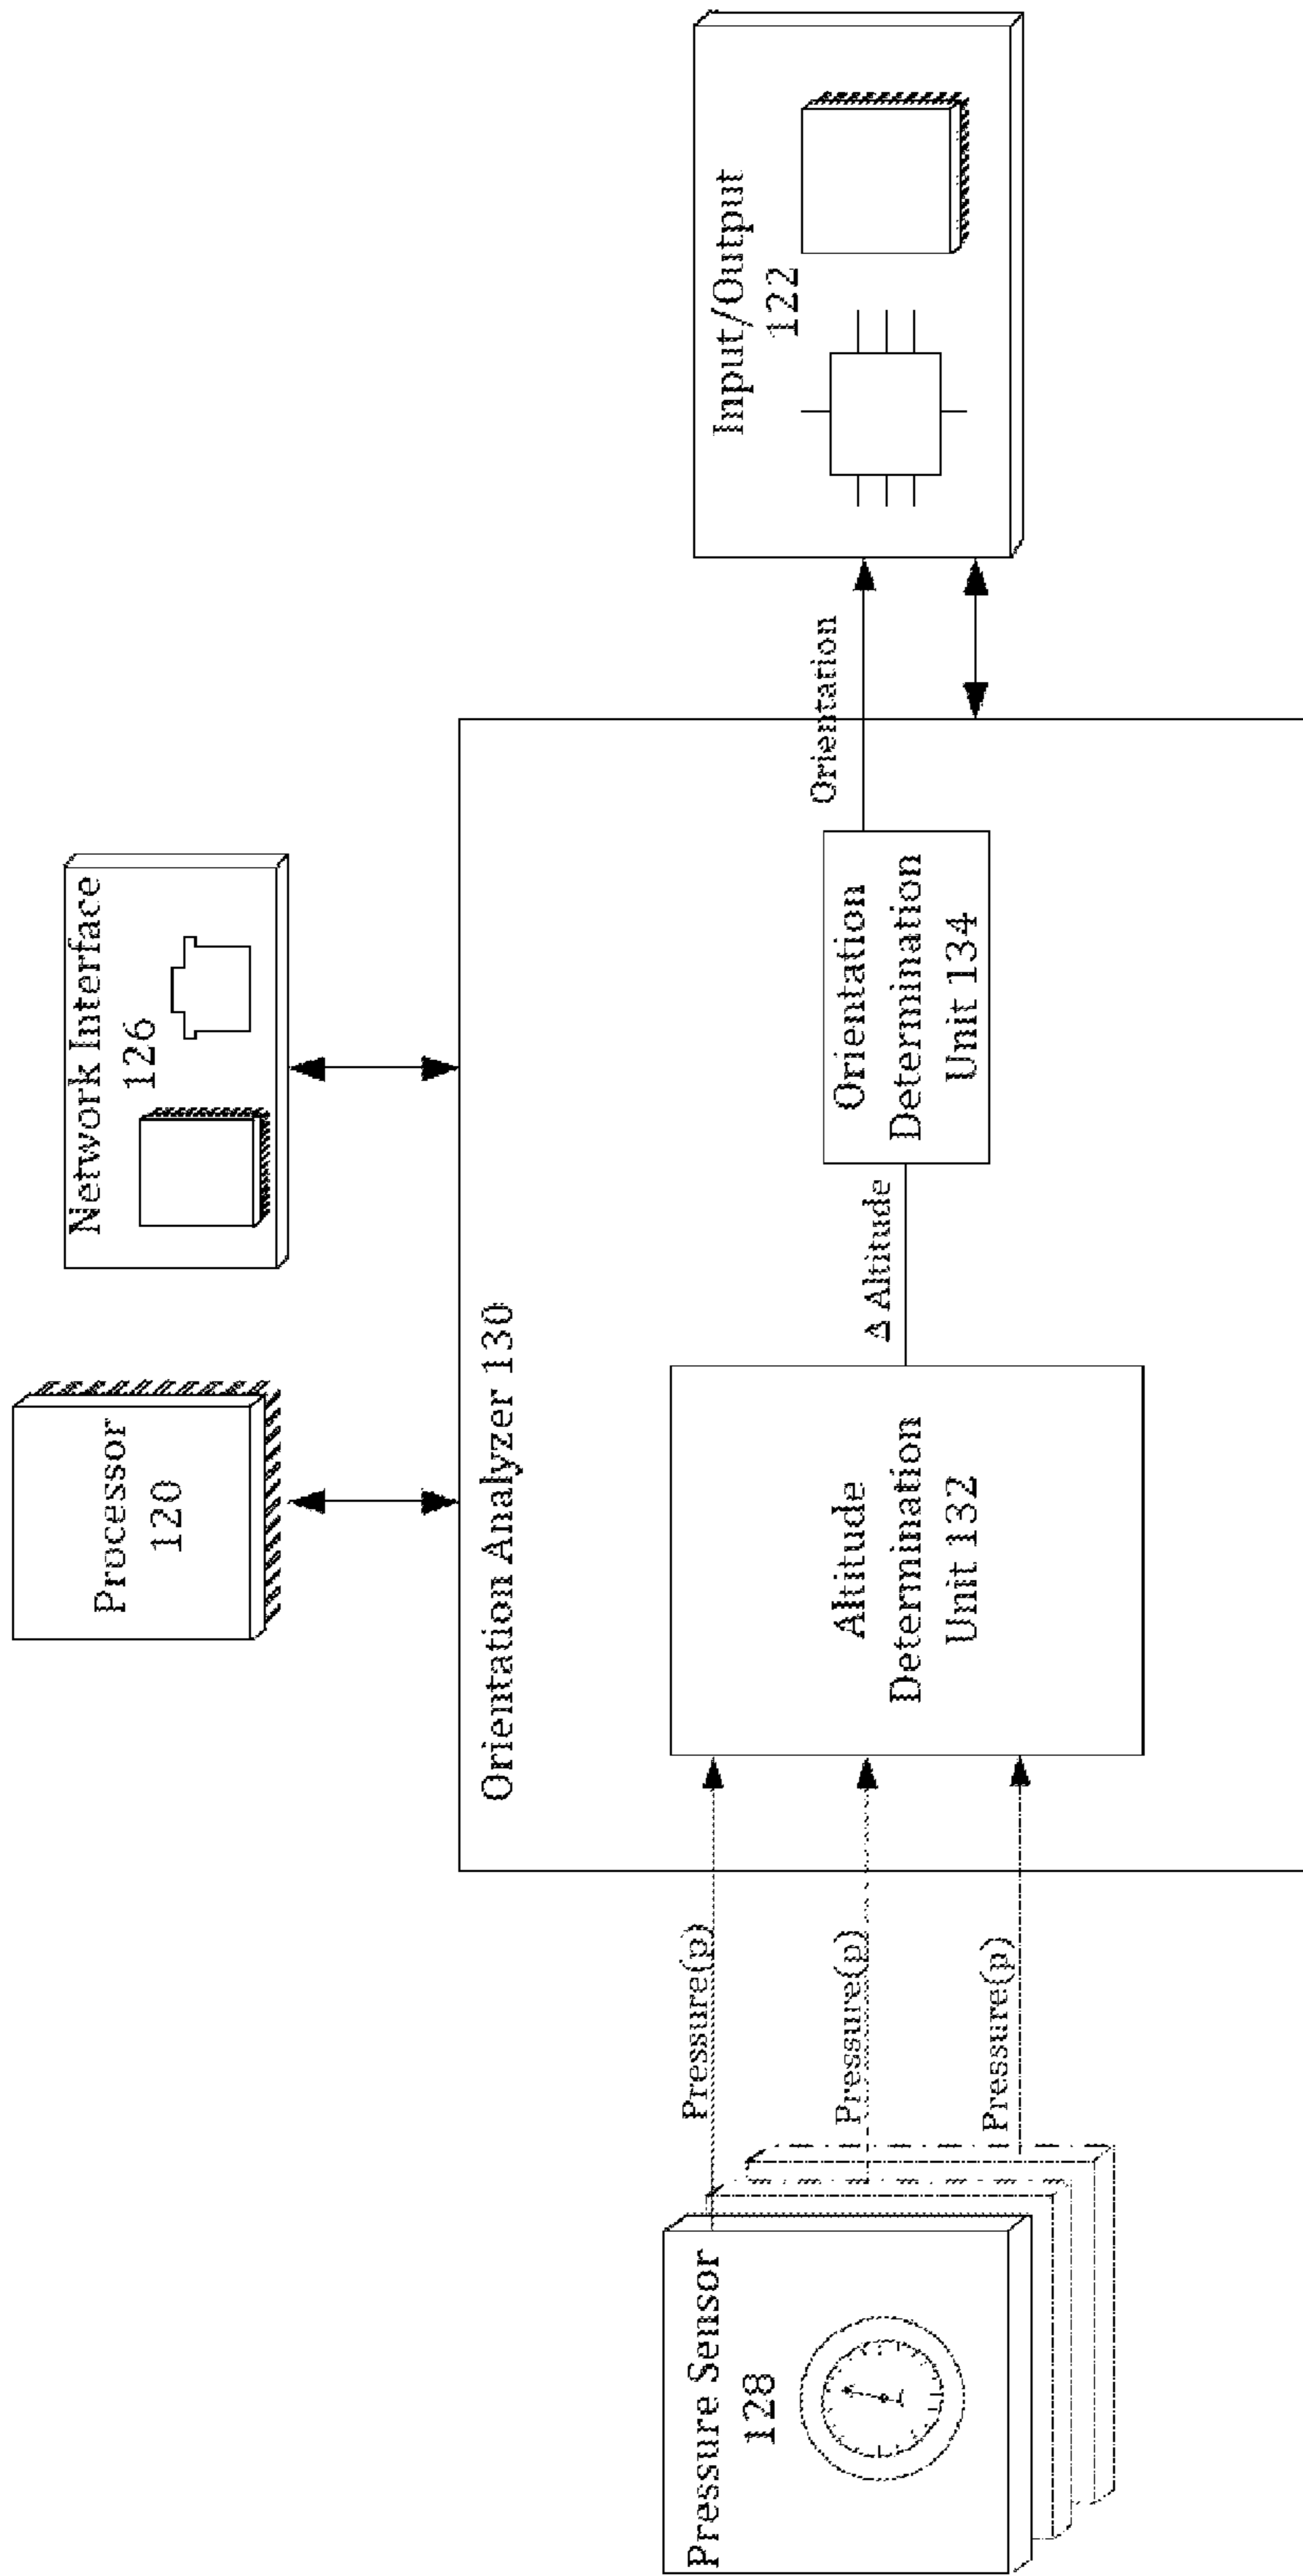 Processor
120
Network Interface
126
Orientation Analyzer 130
Pressure Sensor
128
Pressure(p)
Pressure(p)
Pressure(p)
Altitude
Determination
Unit 132
Δ Altitude
Orientation
Determination
Unit 134
Orientation
Input/Output
122